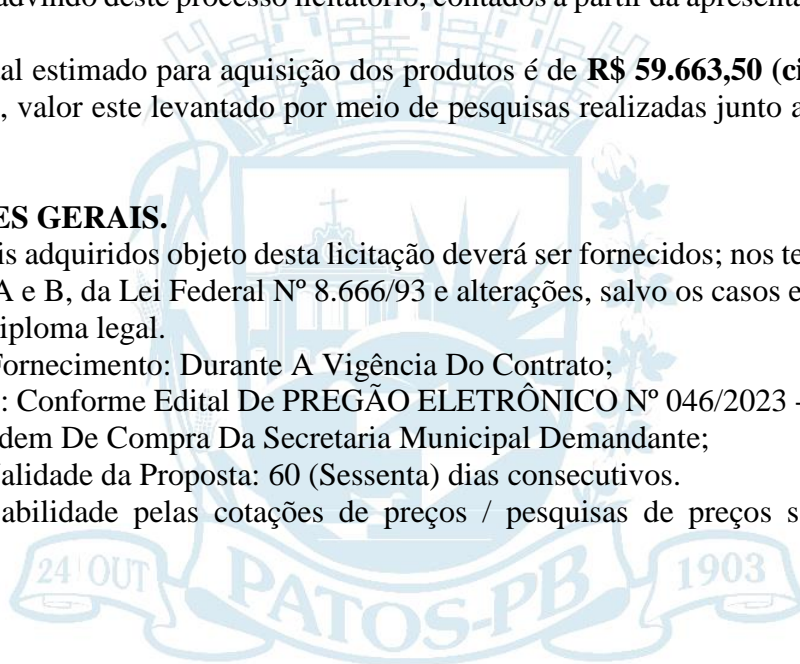 advindo deste processo licitatório, contados a partir da apresenta
al estimado para aquisição dos produtos é de R$ 59.663,50 (ci
, valor este levantado por meio de pesquisas realizadas junto a
ES GERAIS.
is adquiridos objeto desta licitação deverá ser fornecidos; nos te
A e B, da Lei Federal Nº 8.666/93 e alterações, salvo os casos e
iploma legal.
Fornecimento: Durante A Vigência Do Contrato;
: Conforme Edital De PREGÃO ELETRÔNICO Nº 046/2023 -
dem De Compra Da Secretaria Municipal Demandante;
alidade da Proposta: 60 (Sessenta) dias consecutivos.
abilidade pelas cotações de preços / pesquisas de preços s
24 OUT
PATOS-PB
1903